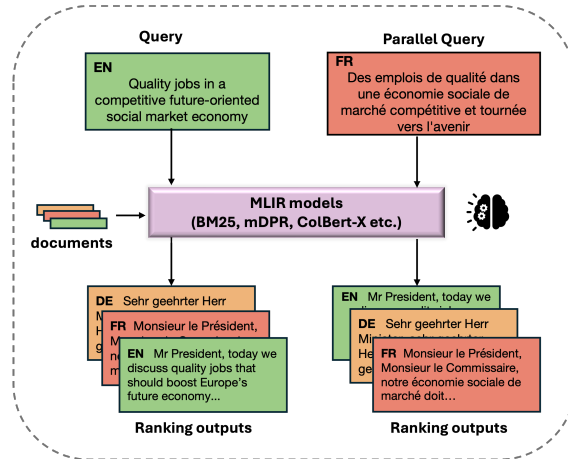 Query
EN
Quality jobs in a
competitive future-oriented
social market economy
Parallel Query
FR
Des emplois de qualité dans
une économie sociale de
marché compétitive et tournée
vers l'avenir
MLIR models
(BM25, mDPR, ColBert-X etc.)
documents
DE Sehr geehrter Herr
FR Monsieur le Président,
EN Mr President, today we
discuss quality jobs that
should boost Europe's
future economy...
Ranking outputs
EN Mr President, today we
DE Sehr geehrter Herr
FR Monsieur le Président,
Monsieur le Commissaire,
notre économie sociale de
marché doit…
Ranking outputs